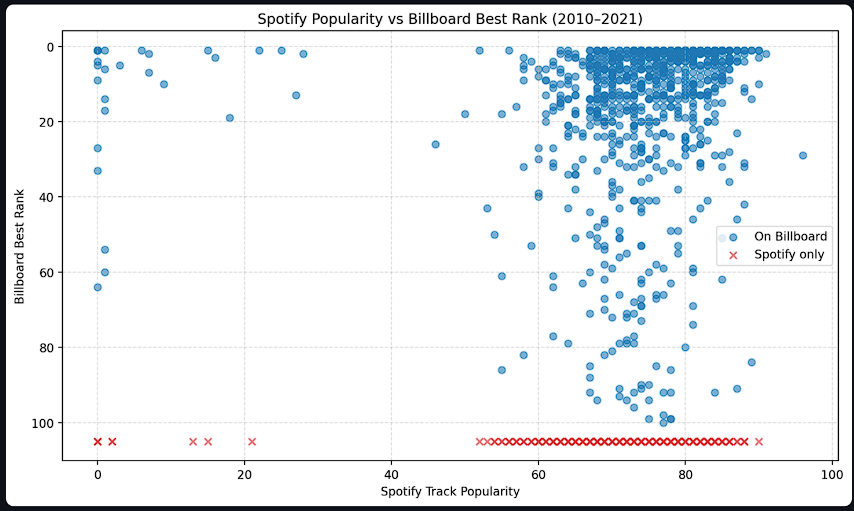 Spotify Popularity vs Billboard Best Rank (2010–2021)
Billboard Best Rank
0
20
40
60
80
100
On Billboard
Spotify only
0 20 40 60 80 100
Spotify Track Popularity